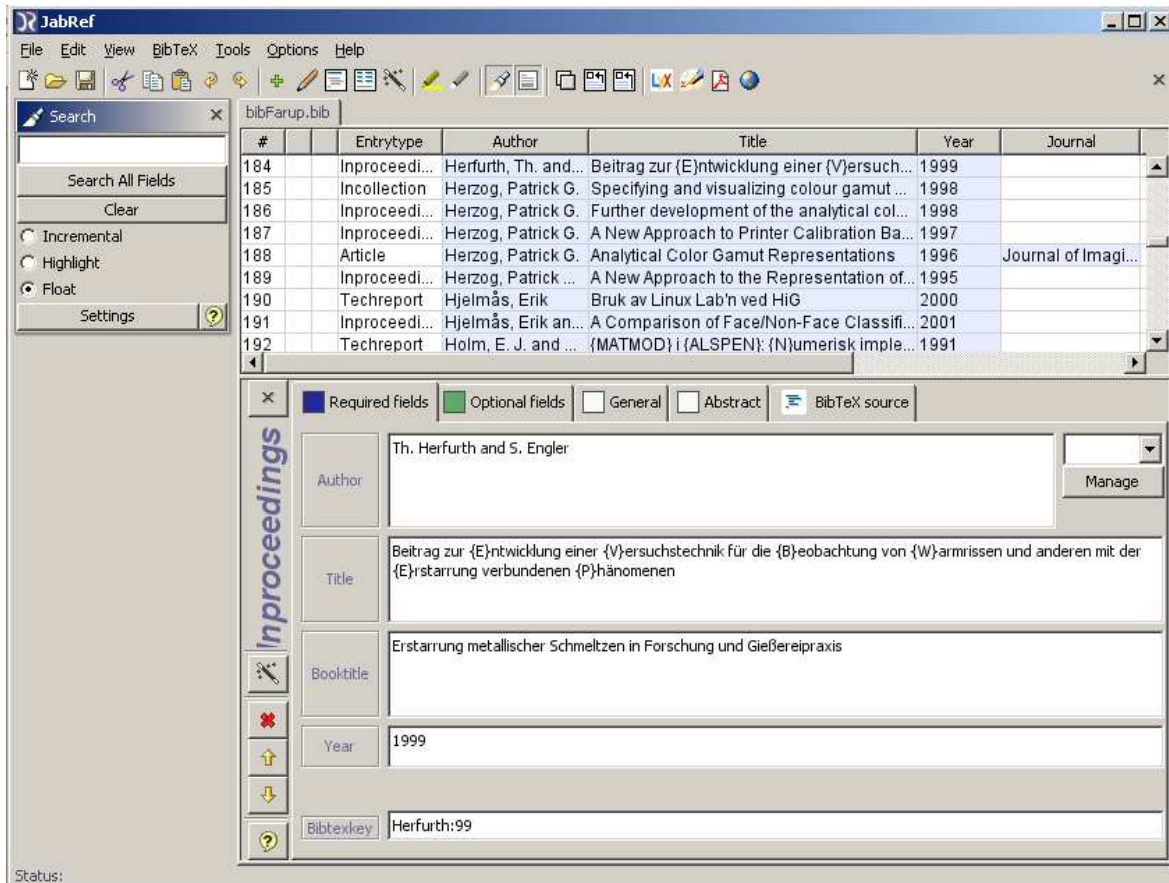 JabRef
File Edit View BibTeX Tools Options Help
Search
Search All Fields
Clear
Incremental
Highlight
Float
Settings
bibFarup.bib
# Entrytype Author Title Year Journal
184 Inproceedi... Herfurth, Th. and... Beitrag zur {E}ntwicklung einer {V}ersuch... 1999
185 Incollection Herzog, Patrick G. Specifying and visualizing colour gamut ... 1998
186 Inproceedi... Herzog, Patrick G. Further development of the analytical col... 1998
187 Inproceedi... Herzog, Patrick G. A New Approach to Printer Calibration Ba... 1997
188 Article Herzog, Patrick G. Analytical Color Gamut Representations 1996 Journal of Imagi...
189 Inproceedi... Herzog, Patrick ... A New Approach to the Representation of... 1995
190 Techreport Hjelmås, Erik Bruk av Linux Lab'n ved HiG 2000
191 Inproceedi... Hjelmås, Erik an... A Comparison of Face/Non-Face Classifi... 2001
192 Techreport Holm, E. J. and ... {MATMOD} i {ALSPEN}: {N}umerisk imple... 1991
Required fields Optional fields General Abstract BibTeX source
Inproceedings
Author Th. Herfurth and S. Engler
Manage
Title Beitrag zur {E}ntwicklung einer {V}ersuchstechnik für die {B}eobachtung von {W}armrissen und anderen mit der
{E}rstarrung verbundenen {P}hänomenen
Booktitle Erstarrung metallischer Schmeltzen in Forschung und Gießereipraxis
Year 1999
Bibtexkey Herfurth:99
Status: